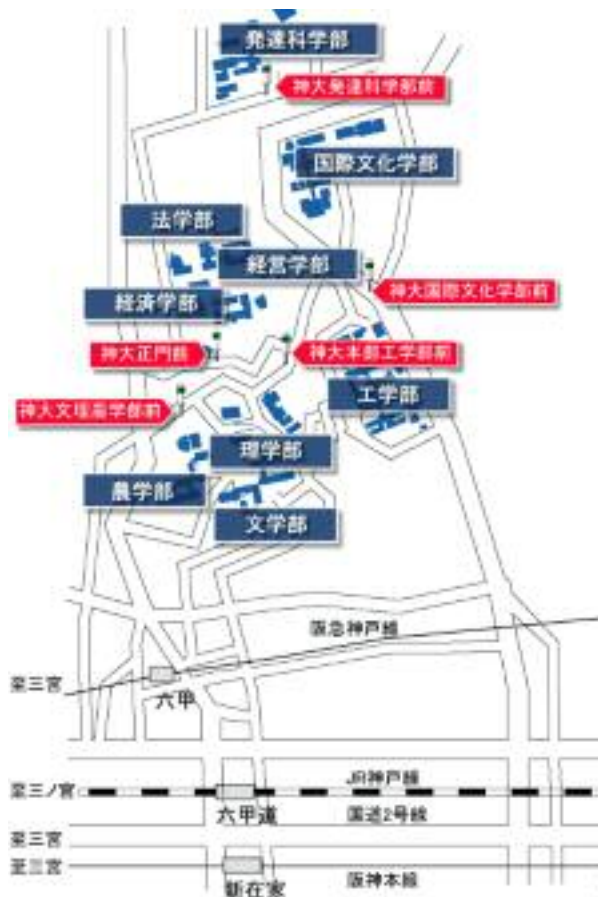 発達科学部
神大発達科学部前
国際文化学部
法学部
経営学部
神大国際文化学部前
経済学部
神大正門前
神大本部工学部前
工学部
神大文理農学部前
理学部
農学部
文学部
阪急神戸線
至三宮
六甲
JR神戸線
至三ノ宮
六甲道
国道2号線
至三宮
至三宮
新在家
阪神本線